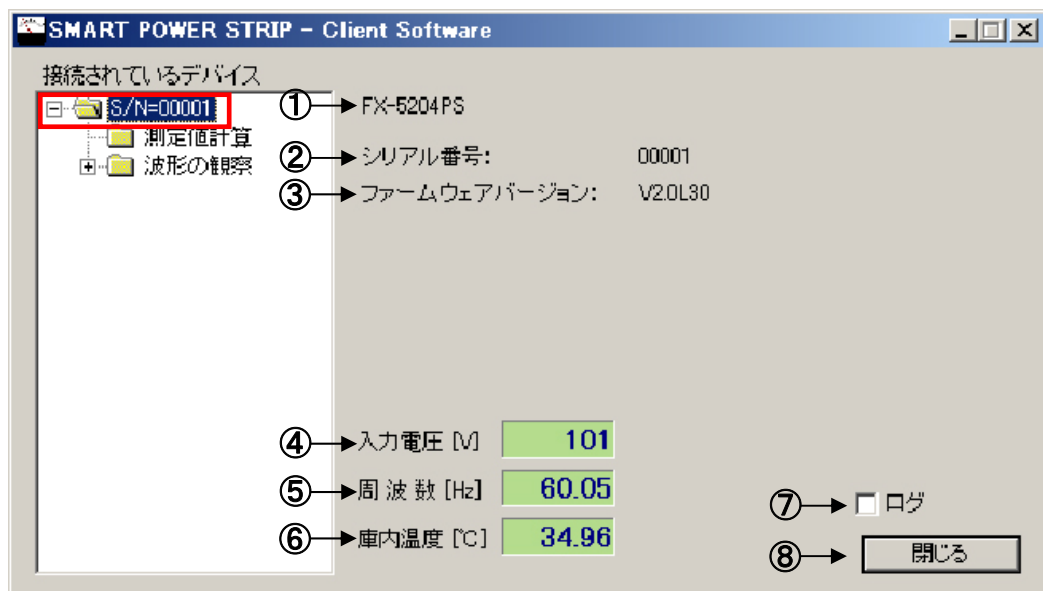 SMART POWER STRIP - Client Software
接続されているデバイス
S/N=00001
測定値計算
波形の観察
① FX-5204PS
② シリアル番号: 00001
③ ファームウェアバージョン: V2.0L30
④ 入力電圧 [V] 101
⑤ 周 波 数 [Hz] 60.05
⑥ 庫内温度 [℃] 34.96
⑦ ログ
⑧ 閉じる